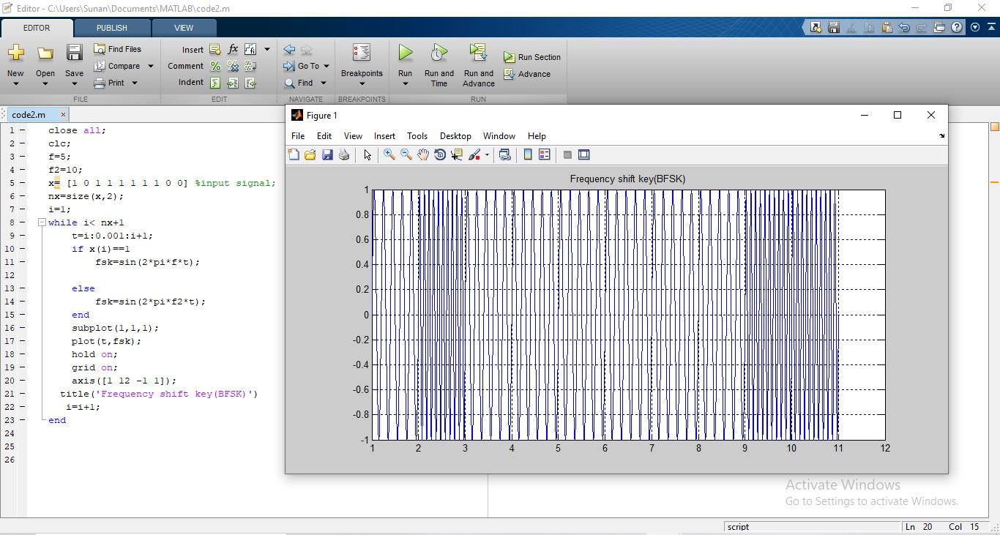 Editor - C:\Users\Sunan\Documents\MATLAB\code2.m
EDITOR PUBLISH VIEW
New Open Save
Find Files
Compare
Print
FILE
Insert fx
Comment
Indent
EDIT
Go To
Find
NAVIGATE
Breakpoints
BREAKPOINTS
Run
Run and Time
Run and Advance
Run Section
Advance
RUN
code2.m ×
1 – close all;
2 – clc;
3 – f=5;
4 – f2=10;
5 – x= [1 0 1 1 1 1 1 1 0 0] %input signal;
6 – nx=size(x,2);
7 – i=1;
8 – while i< nx+1
9 – t=i:0.001:i+1;
10 – if x(i)==1
11 – fsk=sin(2*pi*f*t);
12
13 – else
14 – fsk=sin(2*pi*f2*t);
15 – end
16 – subplot(1,1,1);
17 – plot(t,fsk);
18 – hold on;
19 – grid on;
20 – axis([1 12 -1 1]);
21 – title('Frequency shift key(BFSK)')
22 – i=i+1;
23 – end
24
25
26
Figure 1
File Edit View Insert Tools Desktop Window Help
Frequency shift key(BFSK)
1
0.8
0.6
0.4
0.2
0
-0.2
-0.4
-0.6
-0.8
-1
1 2 3 4 5 6 7 8 9 10 11 12
Activate Windows
Go to Settings to activate Windows.
script Ln 20 Col 15